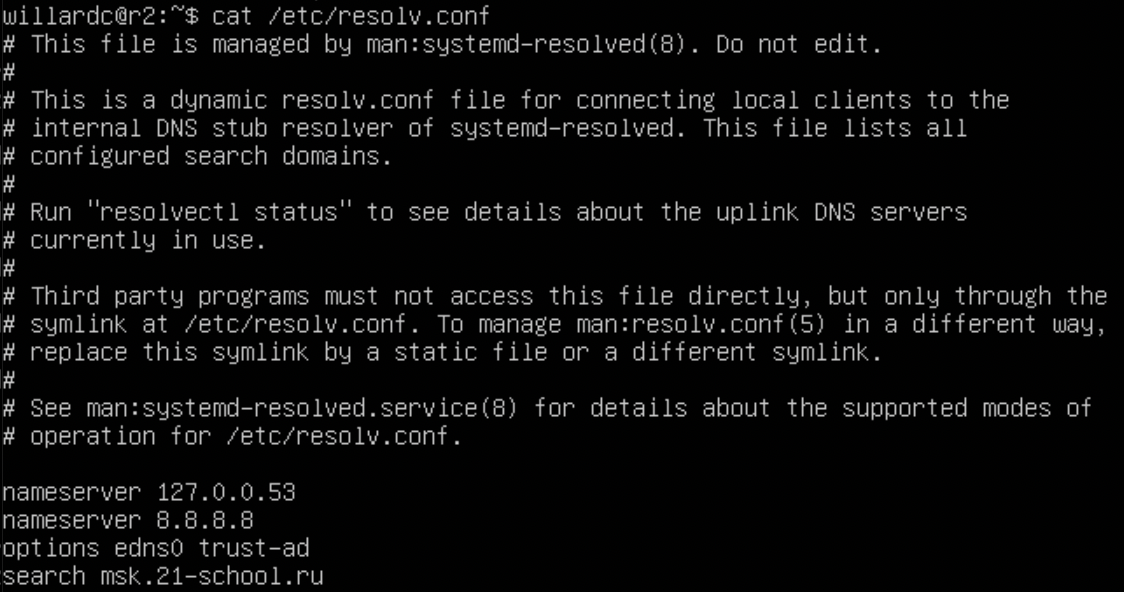 willardc@r2:~$ cat /etc/resolv.conf
# This file is managed by man:systemd-resolved(8). Do not edit.
#
# This is a dynamic resolv.conf file for connecting local clients to the
# internal DNS stub resolver of systemd-resolved. This file lists all
# configured search domains.
#
# Run "resolvectl status" to see details about the uplink DNS servers
# currently in use.
#
# Third party programs must not access this file directly, but only through the
# symlink at /etc/resolv.conf. To manage man:resolv.conf(5) in a different way,
# replace this symlink by a static file or a different symlink.
#
# See man:systemd-resolved.service(8) for details about the supported modes of
# operation for /etc/resolv.conf.
nameserver 127.0.0.53
nameserver 8.8.8.8
options edns0 trust-ad
search msk.21-school.ru